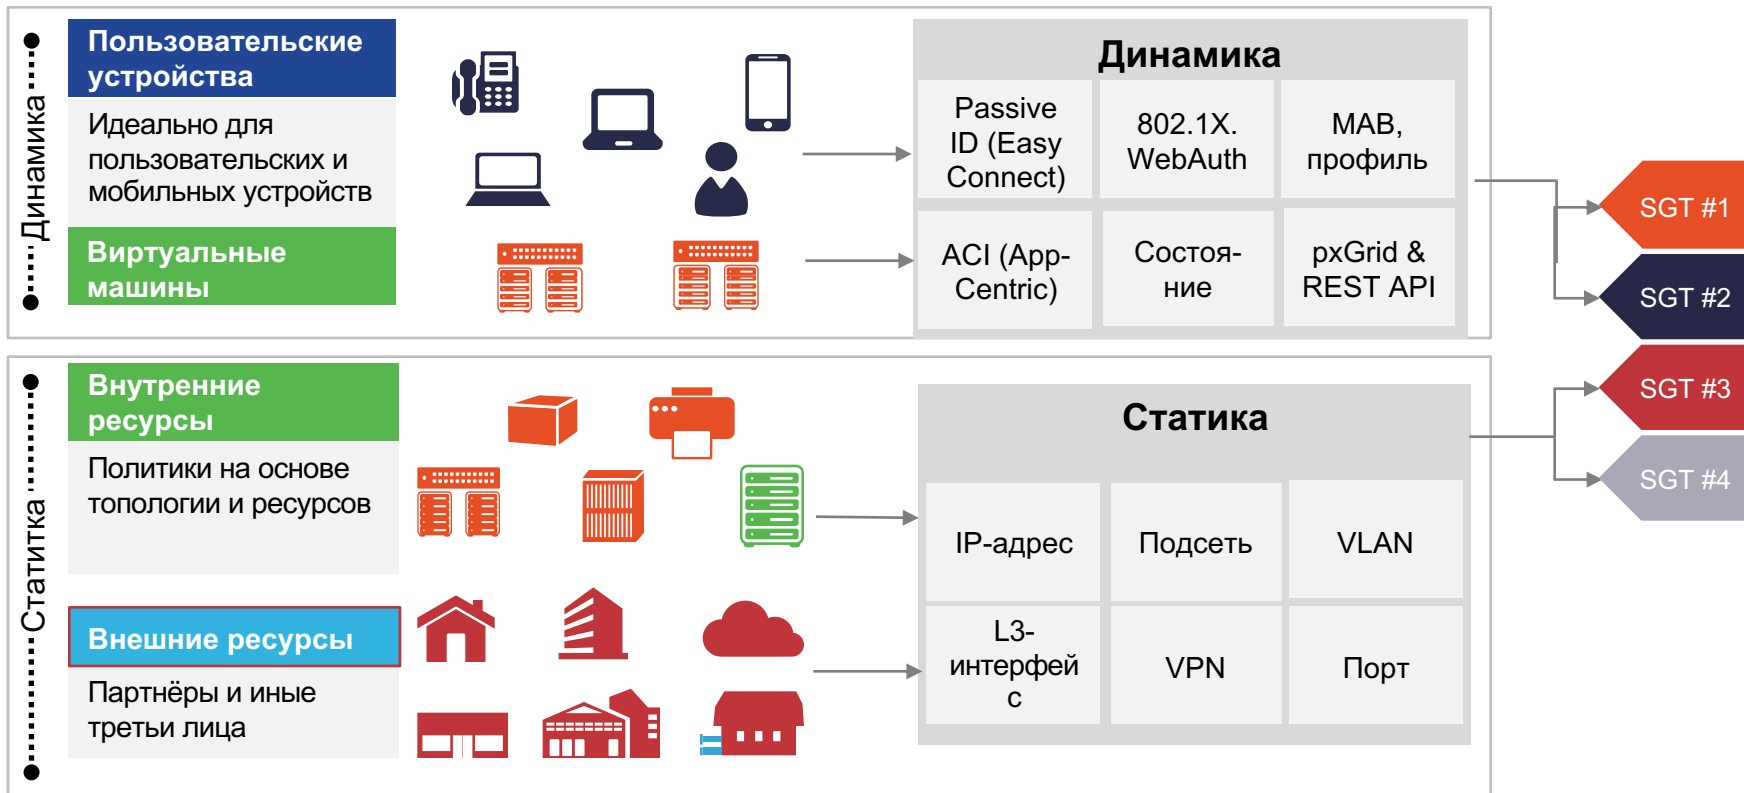 Динамика
Пользовательские
устройства
Идеально для
пользовательских и
мобильных устройств
Виртуальные
машины
Динамика
Passive
ID (Easy
Connect)
802.1X.
WebAuth
MAB,
профиль
ACI (App-
Centric)
Состоя-
ние
pxGrid &
REST API
SGT #1
SGT #2
SGT #3
SGT #4
Статитка
Внутренние
ресурсы
Политики на основе
топологии и ресурсов
Внешние ресурсы
Партнёры и иные
третьи лица
Статика
IP-адрес
Подсеть
VLAN
L3-
интерфей
с
VPN
Порт